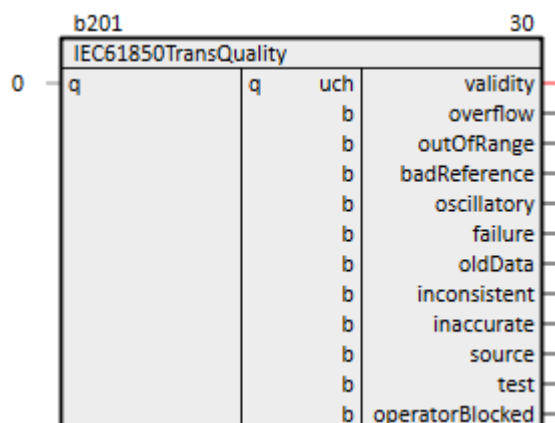 b201 30
IEC61850TransQuality
0 q q uch validity
b overflow
b outOfRange
b badReference
b oscillatory
b failure
b oldData
b inconsistent
b inaccurate
b source
b test
b operatorBlocked